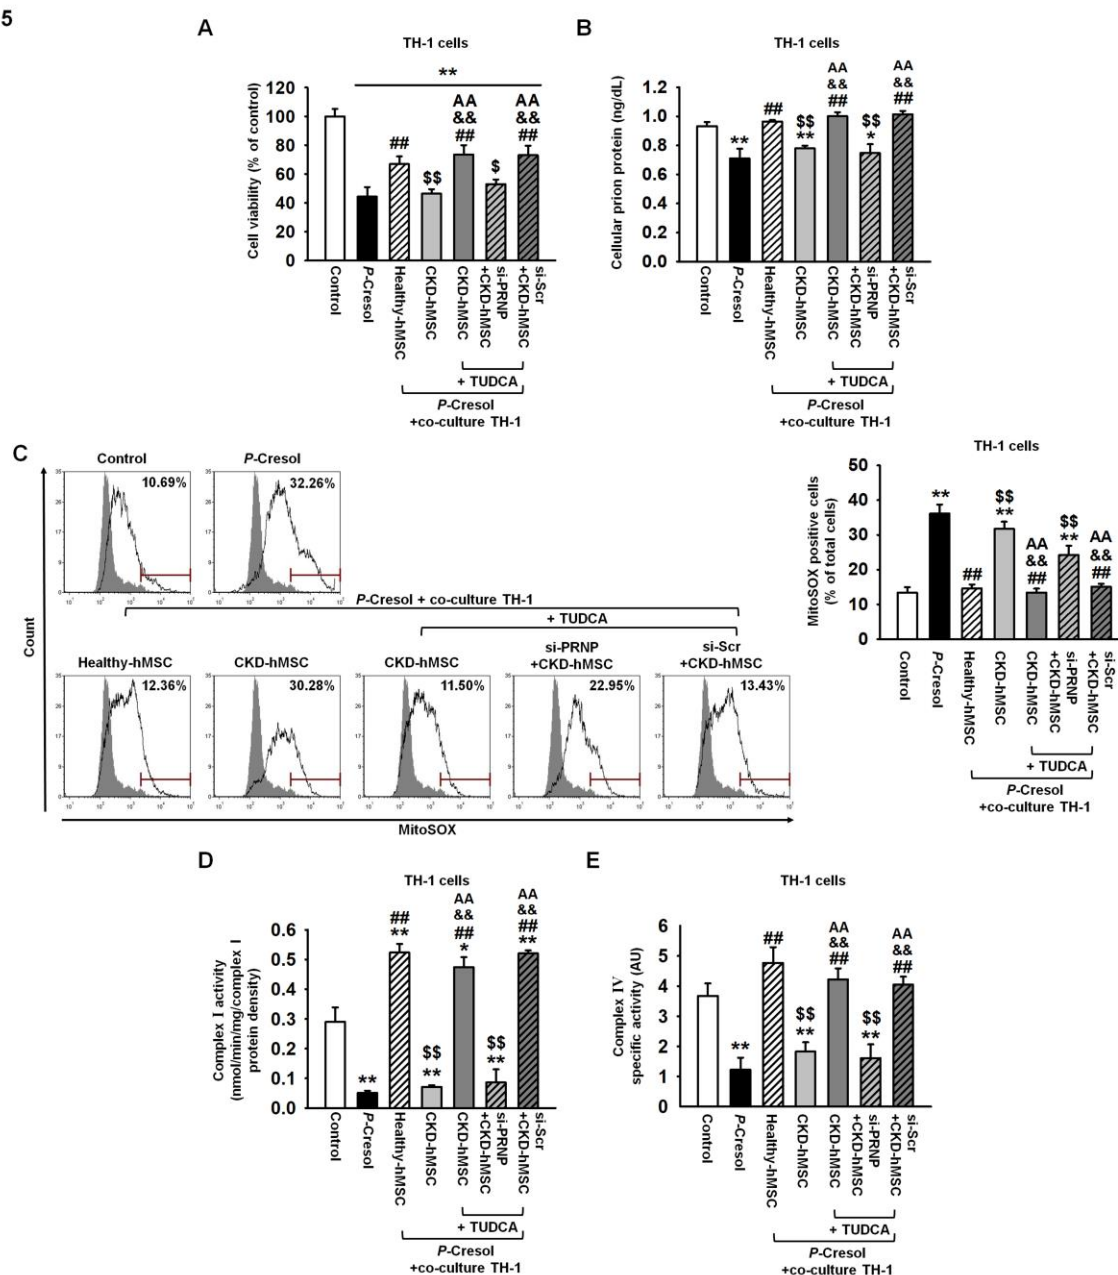 5
A
TH-1 cells
Cell viability (% of control)
120
100
80
60
40
20
0
**
##
$$
AA
&&
##
$
AA
&&
##
Control
P-Cresol
Healthy-hMSC
CKD-hMSC
CKD-hMSC
si-PRNP
+CKD-hMSC
si-Scr
+CKD-hMSC
+ TUDCA
P-Cresol
+co-culture TH-1
B
TH-1 cells
Cellular prion protein (ng/dL)
1.2
1.0
0.8
0.6
0.4
0.2
0.0
**
##
$$
**
AA
&&
##
$$
*
AA
&&
##
Control
P-Cresol
Healthy-hMSC
CKD-hMSC
CKD-hMSC
si-PRNP
+CKD-hMSC
si-Scr
+CKD-hMSC
+ TUDCA
P-Cresol
+co-culture TH-1
C
Count
Control
10.69%
P-Cresol
32.26%
P-Cresol + co-culture TH-1
+ TUDCA
Healthy-hMSC
12.36%
CKD-hMSC
30.28%
CKD-hMSC
11.50%
si-PRNP
+CKD-hMSC
22.95%
si-Scr
+CKD-hMSC
13.43%
MitoSOX
TH-1 cells
MitoSOX positive cells
(% of total cells)
50
40
30
20
10
0
**
##
$$
**
AA
&&
##
$$
**
AA
&&
##
Control
P-Cresol
Healthy-hMSC
CKD-hMSC
CKD-hMSC
si-PRNP
+CKD-hMSC
si-Scr
+CKD-hMSC
+ TUDCA
P-Cresol
+co-culture TH-1
D
TH-1 cells
Complex I activity
(nmol/min/mg/complex I
protein density)
0.6
0.5
0.4
0.3
0.2
0.1
0.0
**
##
**
$$
**
AA
&&
##
*
$$
**
AA
&&
##
**
Control
P-Cresol
Healthy-hMSC
CKD-hMSC
CKD-hMSC
si-PRNP
+CKD-hMSC
si-Scr
+CKD-hMSC
+ TUDCA
P-Cresol
+co-culture TH-1
E
TH-1 cells
Complex IV
specific activity (AU)
6
5
4
3
2
1
0
**
##
$$
**
AA
&&
##
$$
**
AA
&&
##
Control
P-Cresol
Healthy-hMSC
CKD-hMSC
CKD-hMSC
si-PRNP
+CKD-hMSC
si-Scr
+CKD-hMSC
+ TUDCA
P-Cresol
+co-culture TH-1